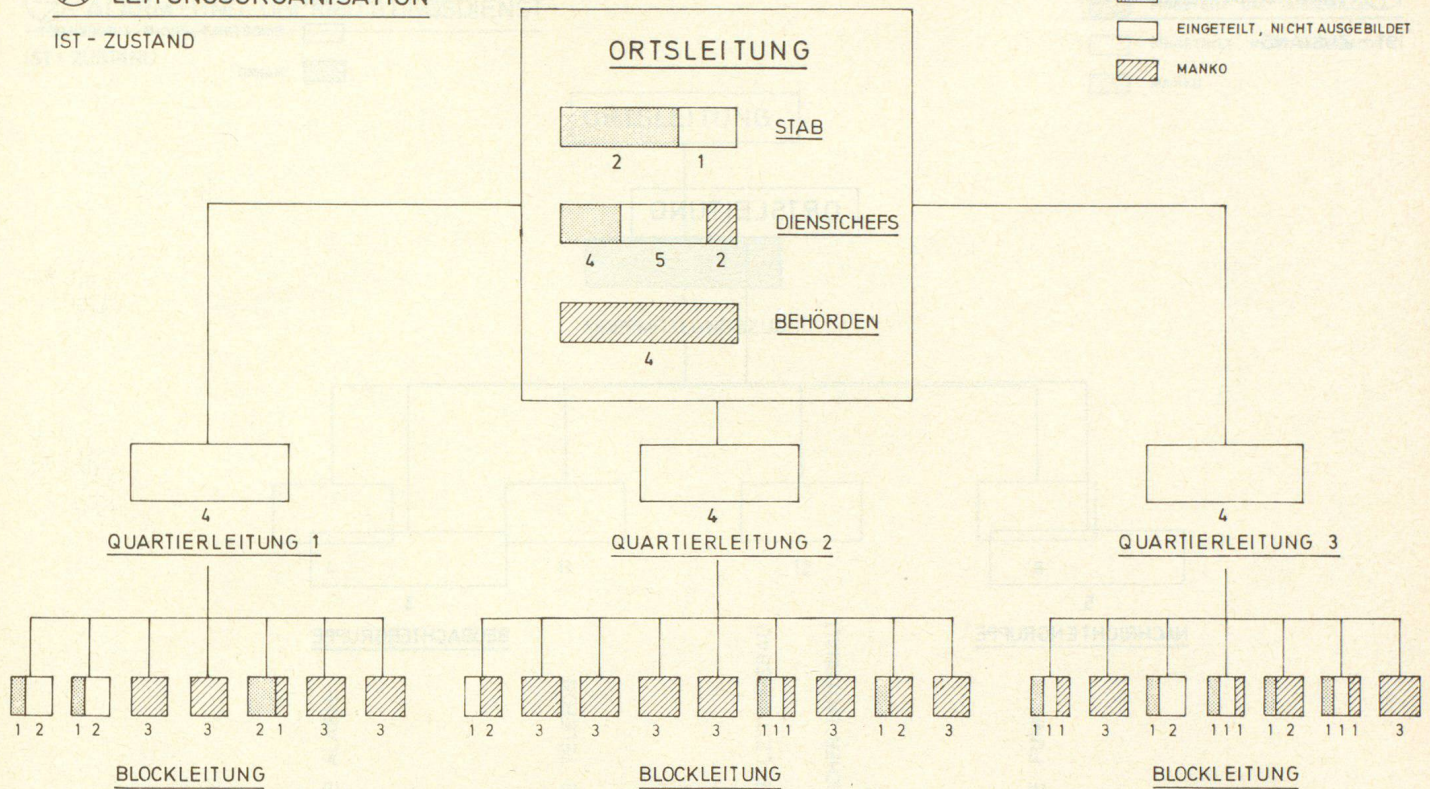 LEITUNGSORGANISATION
IST - ZUSTAND
EINGETEILT, NICHT AUSGEBILDET
MANKO
ORTSLEITUNG
STAB
2 1
DIENSTCHEFS
4 5 2
BEHÖRDEN
4
4 4 4
QUARTIERLEITUNG 1 QUARTIERLEITUNG 2 QUARTIERLEITUNG 3
1 2 1 2 3 3 2 1 3 3 1 2 3 3 3 3 1 1 1 3 1 2 3 1 1 1 3 1 2 1 1 1 1 2 1 1 1 3
BLOCKLEITUNG BLOCKLEITUNG BLOCKLEITUNG